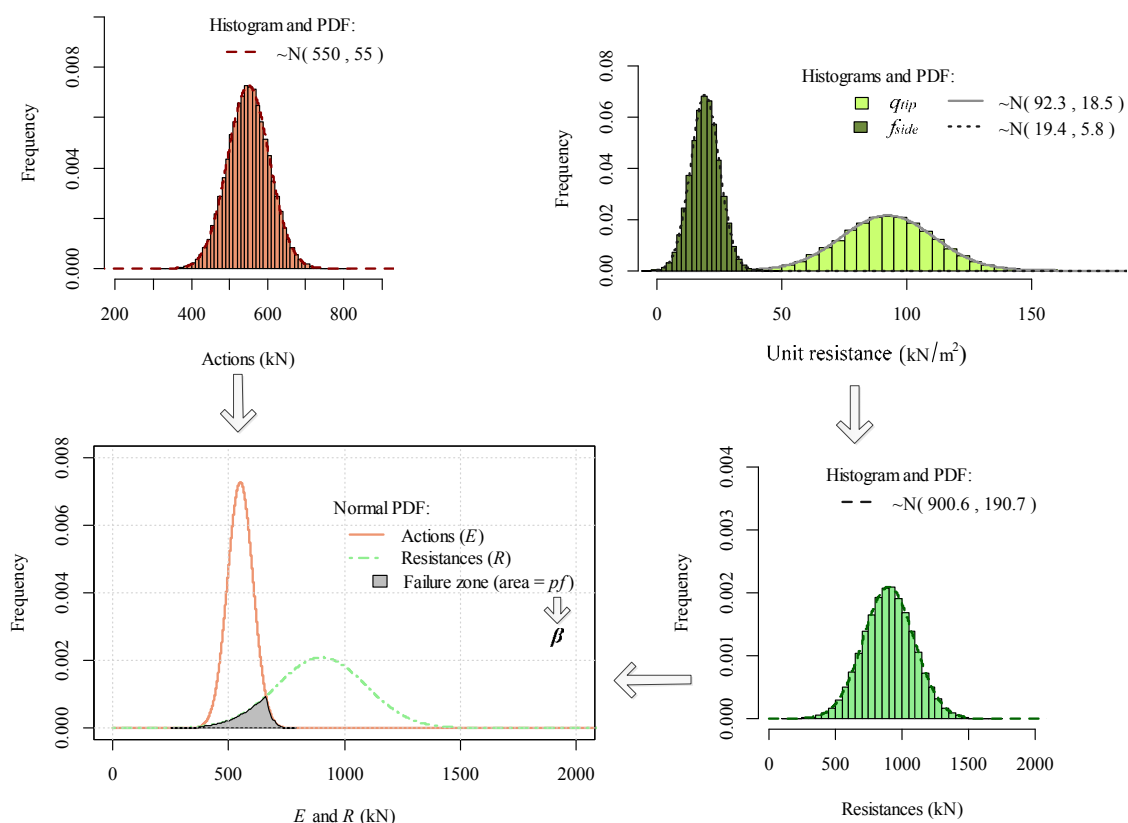 Histogram and PDF:
~N( 550 , 55 )
Frequency
0.000
0.004
0.008
200
400
600
800
Actions (kN)
Histograms and PDF:
qtip
~N( 92.3 , 18.5 )
fside
~N( 19.4 , 5.8 )
Frequency
0.00
0.02
0.04
0.06
0.08
0
50
100
150
Unit resistance (kN/m²)
Normal PDF:
Actions (E)
Resistances (R)
Failure zone (area = pf)
β
Frequency
0.000
0.002
0.004
0.006
0.008
0
500
1000
1500
2000
E and R (kN)
Histogram and PDF:
~N( 900.6 , 190.7 )
Frequency
0.000
0.001
0.002
0.003
0.004
0
500
1000
1500
2000
Resistances (kN)